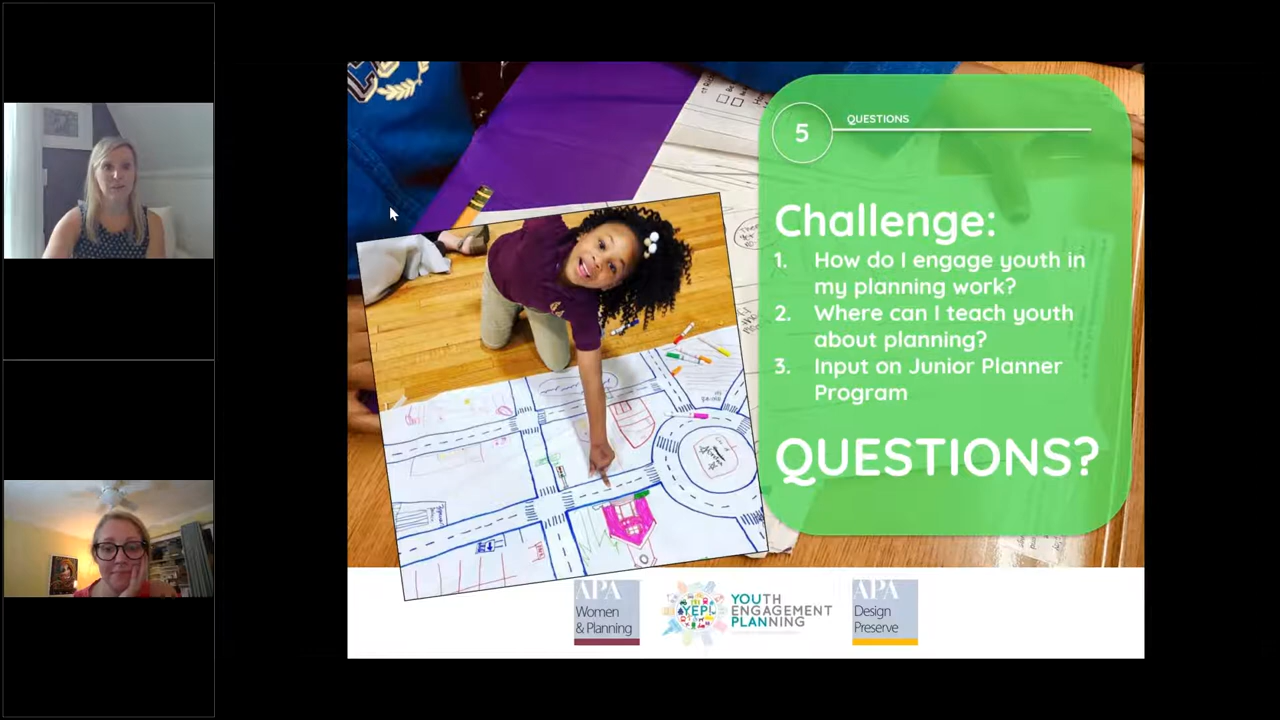 5
QUESTIONS
Challenge:
1. How do I engage youth in
my planning work?
2. Where can I teach youth
about planning?
3. Input on Junior Planner
Program
QUESTIONS?
APA
Women
& Planning
YEP!
YOUTH
ENGAGEMENT
PLANNING
APA
Design
Preserve